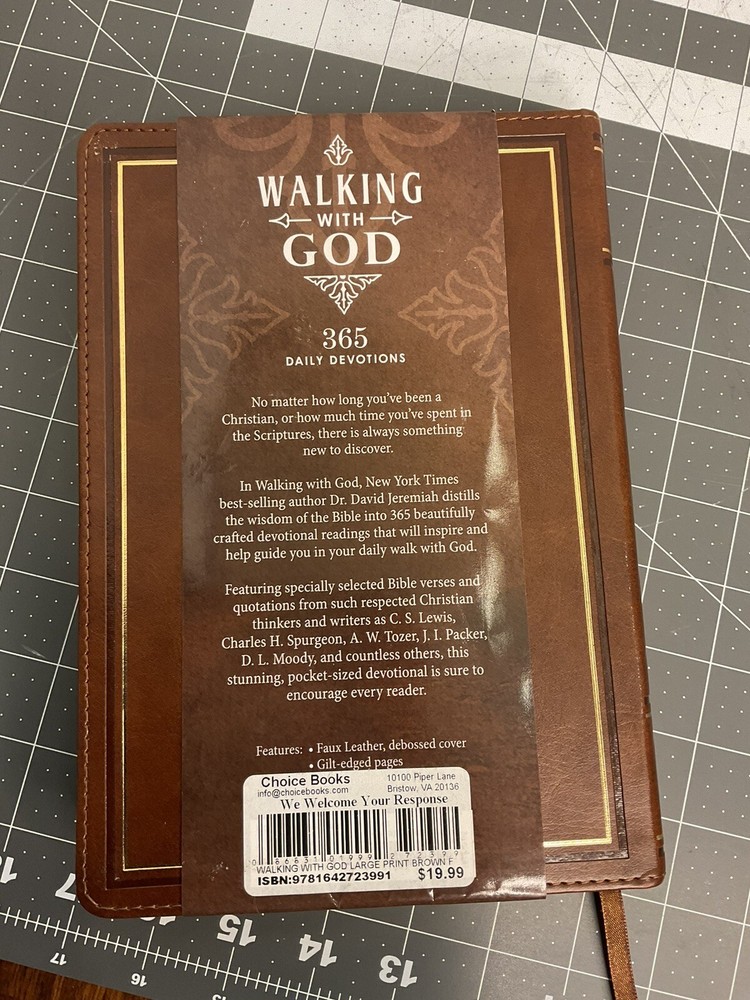 WALKING
WITH
GOD
365
DAILY DEVOTIONS
No matter how long you've been a
Christian, or how much time you've spent in
the Scriptures, there is always something
new to discover.
In Walking with God, New York Times
best-selling author Dr. David Jeremiah distills
the wisdom of the Bible into 365 beautifully
crafted devotional readings that will inspire and
help guide you in your daily walk with God.
Featuring specially selected Bible verses and
quotations from such respected Christian
thinkers and writers as C. S. Lewis,
Charles H. Spurgeon, A. W. Tozer, J. I. Packer,
D. L. Moody, and countless others, this
stunning, pocket-sized devotional is sure to
encourage every reader.
Features: • Faux Leather, debossed cover
• Gilt-edged pages
Choice Books
info@choicebooks.com
10100 Piper Lane
Bristow, VA 20136
We Welcome Your Response
WALKING WITH GOD LARGE PRINT BROWN F
ISBN:9781642723991
$19.99
15
14
13
17
16